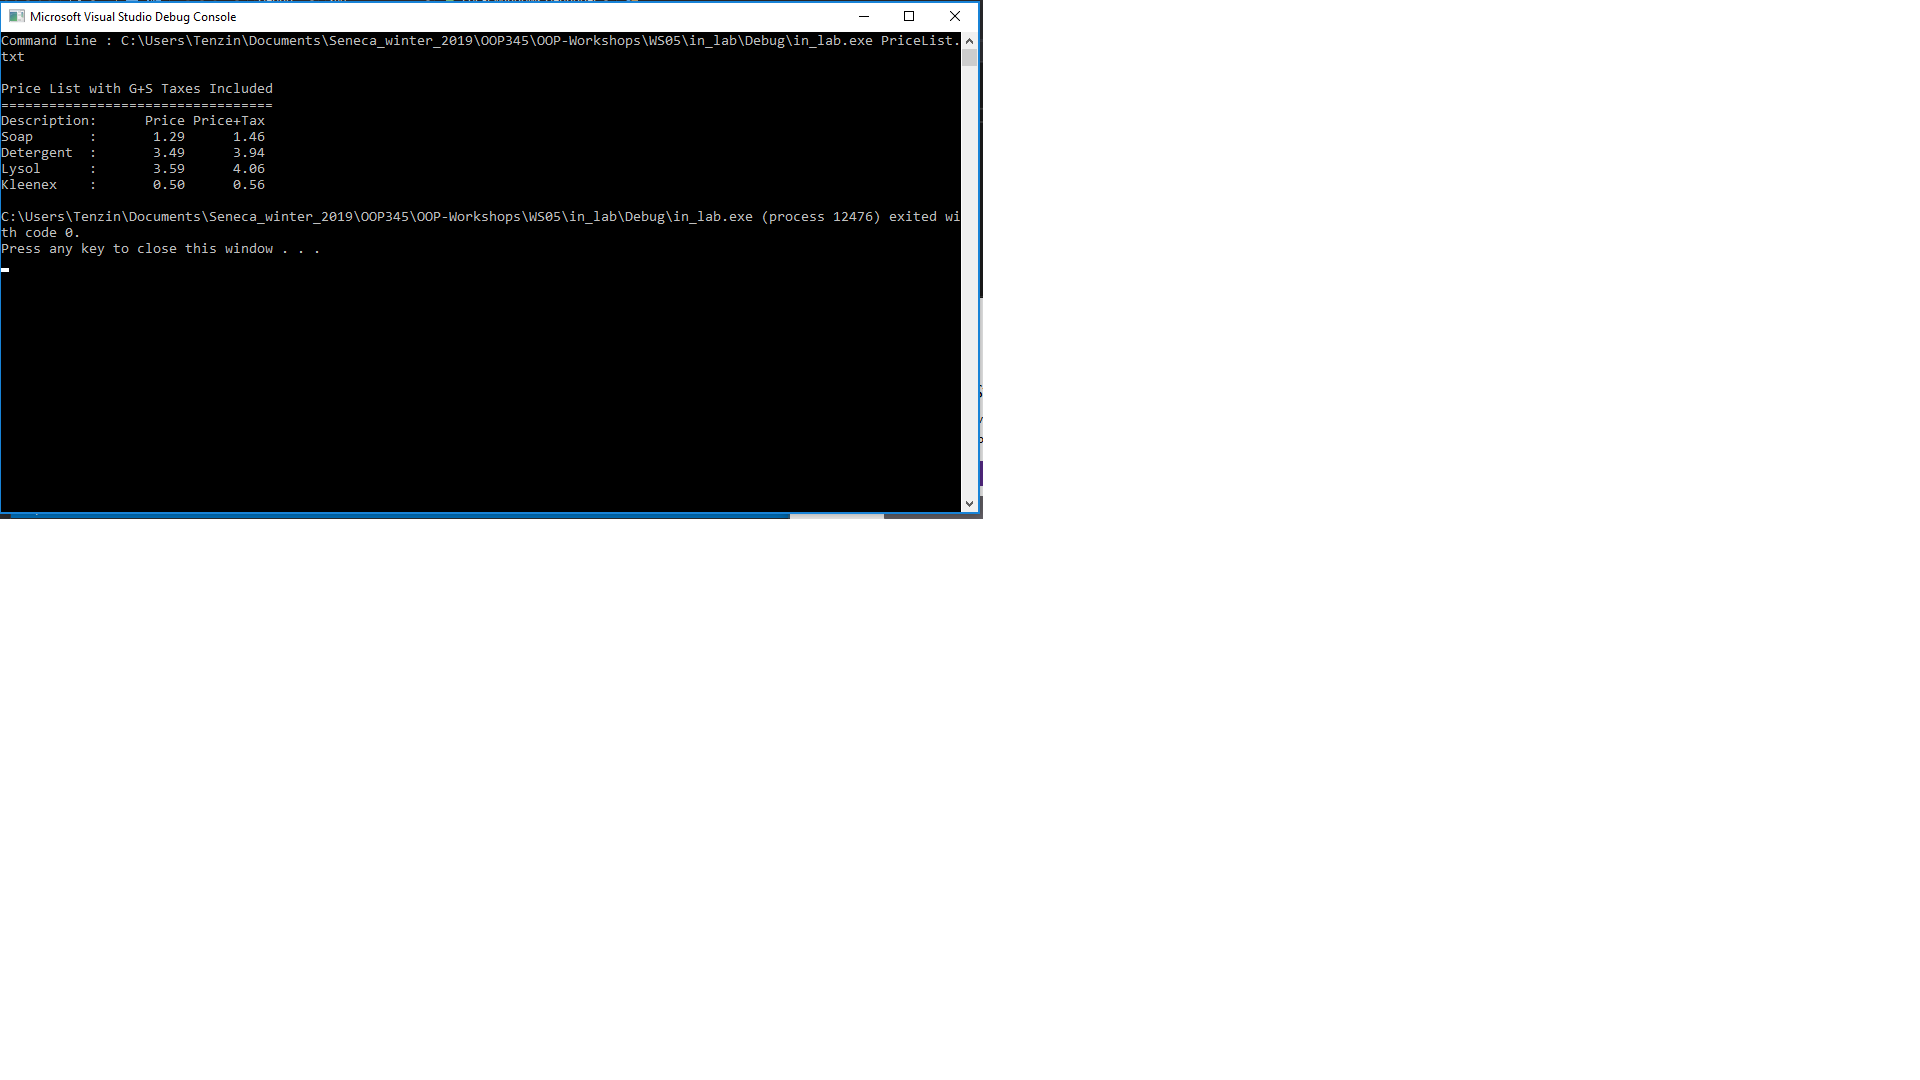 Microsoft Visual Studio Debug Console
Command Line : C:\Users\Tenzin\Documents\Seneca_winter_2019\OOP345\OOP-Workshops\WS05\in_lab\Debug\in_lab.exe PriceList.
txt
Price List with G+S Taxes Included
==================================
Description:      Price Price+Tax
Soap       :       1.29      1.46
Detergent  :       3.49      3.94
Lysol      :       3.59      4.06
Kleenex    :       0.50      0.56
C:\Users\Tenzin\Documents\Seneca_winter_2019\OOP345\OOP-Workshops\WS05\in_lab\Debug\in_lab.exe (process 12476) exited wi
th code 0.
Press any key to close this window . . .